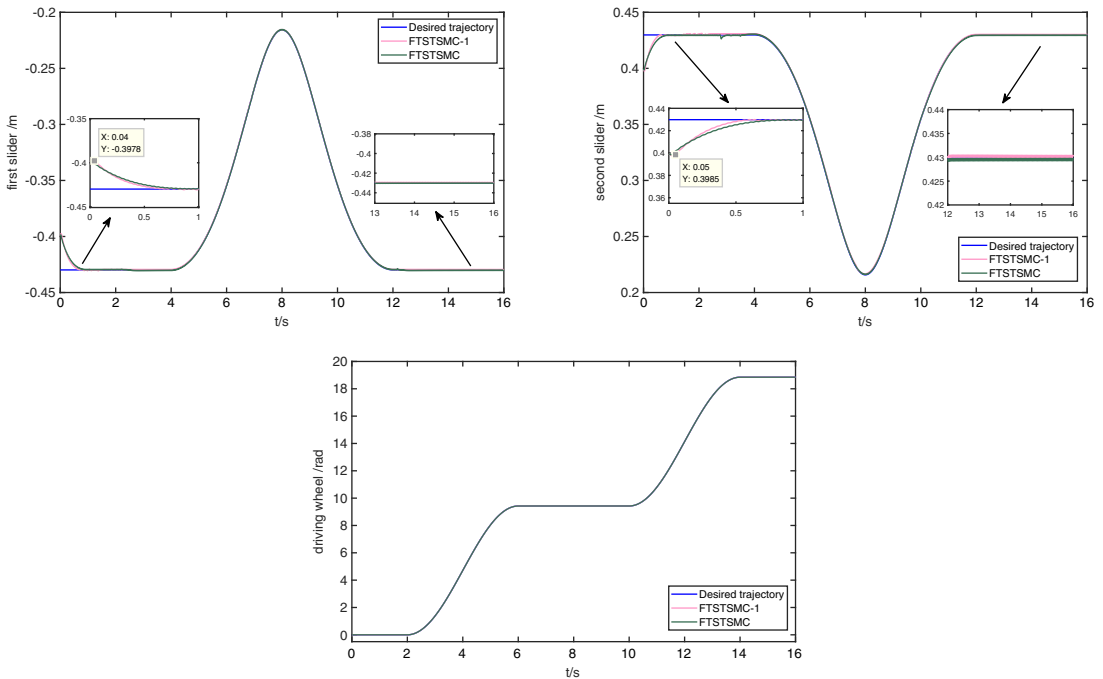 -0.2
-0.25
-0.3
-0.35
-0.4
-0.45
first slider /m
Desired trajectory
FTSTSMC-1
FTSTSMC
-0.35
-0.4
-0.45
X: 0.04
Y: -0.3978
0 0.5 1
-0.38
-0.4
-0.42
-0.44
13 14 15 16
0 2 4 6 8 10 12 14 16
t/s
0.45
0.4
0.35
0.3
0.25
0.2
second slider /m
0.44
0.42
0.4
0.38
0.36
X: 0.05
Y: 0.3985
0 0.5 1
0.44
0.435
0.43
0.425
0.42
12 13 14 15 16
Desired trajectory
FTSTSMC-1
FTSTSMC
0 2 4 6 8 10 12 14 16
t/s
20
18
16
14
12
10
8
6
4
2
0
driving wheel /rad
Desired trajectory
FTSTSMC-1
FTSTSMC
0 2 4 6 8 10 12 14 16
t/s